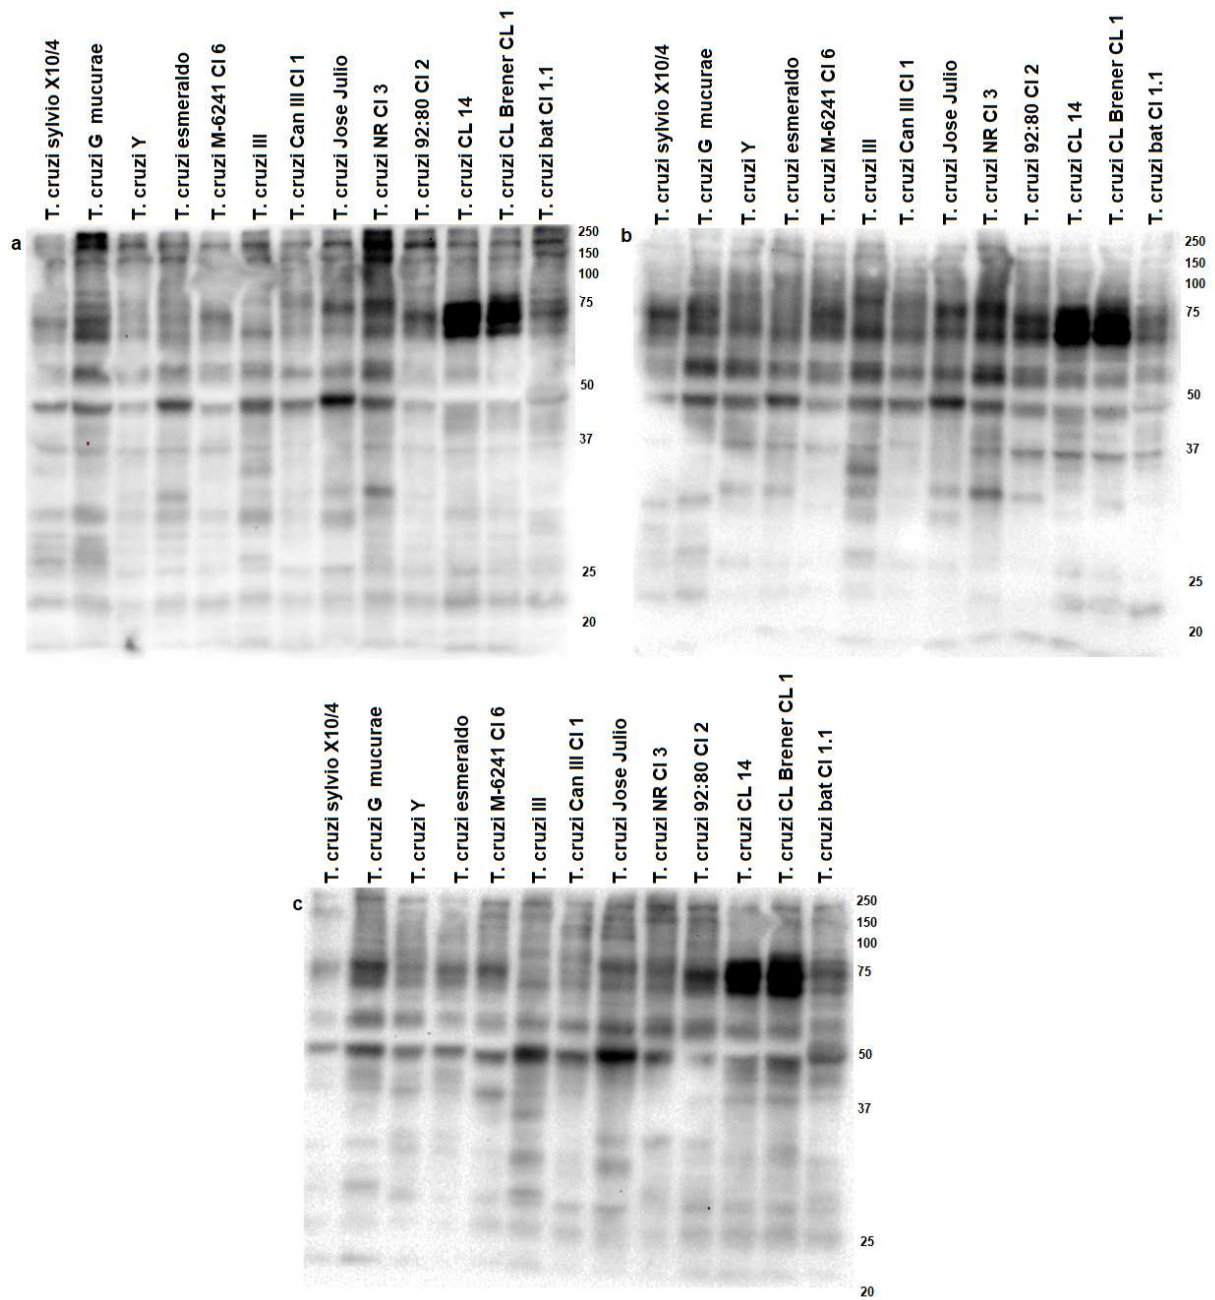 T. cruzi sylvio X10/4
T. cruzi G mucurae
T. cruzi Y
T. cruzi esmeraldo
T. cruzi M-6241 Cl 6
T. cruzi III
T. cruzi Can III Cl 1
T. cruzi Jose Julio
T. cruzi NR Cl 3
T. cruzi 92:80 Cl 2
T. cruzi CL 14
T. cruzi CL Brener CL 1
T. cruzi bat Cl 1.1
a
250
150
100
75
50
37
25
20
T. cruzi sylvio X10/4
T. cruzi G mucurae
T. cruzi Y
T. cruzi esmeraldo
T. cruzi M-6241 Cl 6
T. cruzi III
T. cruzi Can III Cl 1
T. cruzi Jose Julio
T. cruzi NR Cl 3
T. cruzi 92:80 Cl 2
T. cruzi CL 14
T. cruzi CL Brener CL 1
T. cruzi bat Cl 1.1
b
250
150
100
75
50
37
25
20
T. cruzi sylvio X10/4
T. cruzi G mucurae
T. cruzi Y
T. cruzi esmeraldo
T. cruzi M-6241 Cl 6
T. cruzi III
T. cruzi Can III Cl 1
T. cruzi Jose Julio
T. cruzi NR Cl 3
T. cruzi 92:80 Cl 2
T. cruzi CL 14
T. cruzi CL Brener CL 1
T. cruzi bat Cl 1.1
c
250
150
100
75
50
37
25
20